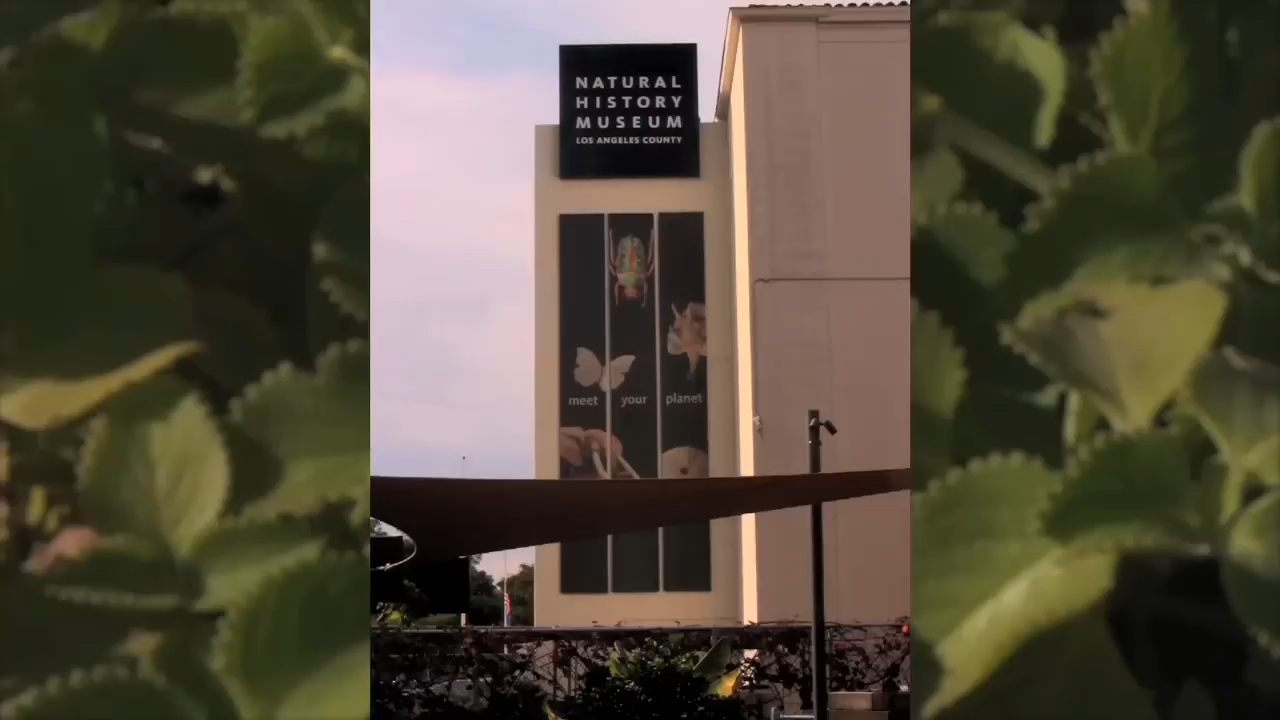 NATURAL
HISTORY
MUSEUM
LOS ANGELES COUNTY
meet your planet